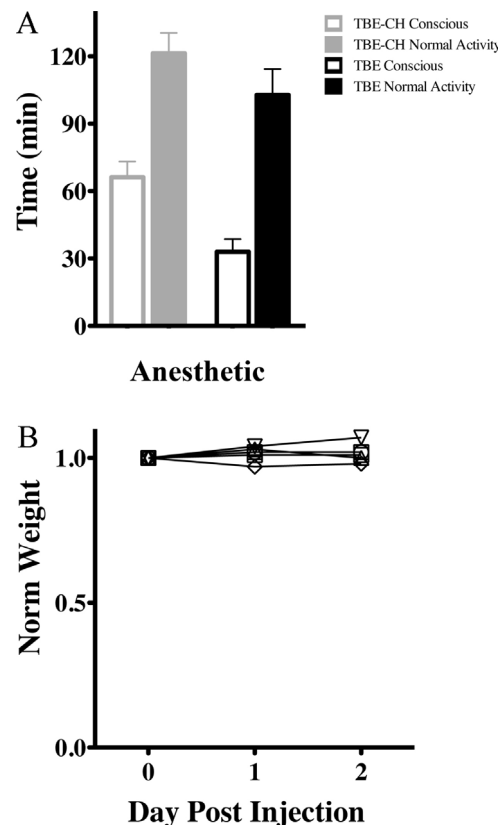 A
TBE-CH Conscious
TBE-CH Normal Activity
TBE Conscious
TBE Normal Activity
120
90
60
30
0
Time (min)
Anesthetic
B
1.0
0.5
0.0
Norm Weight
0 1 2
Day Post Injection